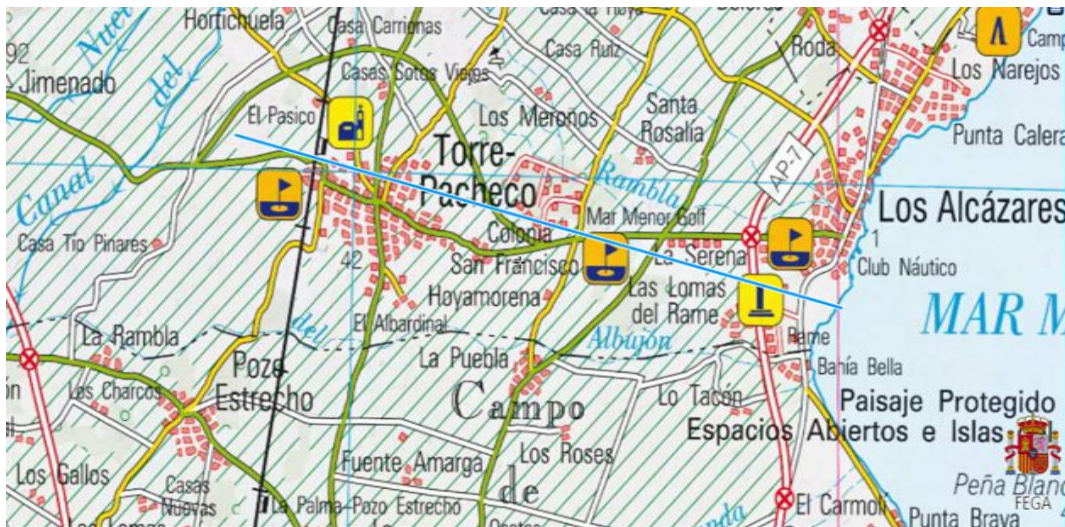 Hortichuela
Casa Carrionas
Casa Ruiz
Roda
92
Jimenado
del
Casas Sotos Viejos
Los Narejos
El Pasico
Los Meroños
Santa
Rosalía
Punta Calera
Torre-
Pacheco
AP-7
Canal
Rambla
Los Alcázares
Mar Menor Golf
Casa Tío Pinares
Colonia
San Francisco
La Serena
1
42
Club Náutico
Hoyamorena
Las Lomas
del Rame
MAR M
El Albardinal
del
Albujón
Rame
La Rambla
La Puebla
Bahía Bella
Pozo
Estrecho
Los Charcos
Campo
Lo Tacón
Paisaje Protegido
Espacios Abiertos e Islas
Los Gallos
Fuente Amarga
Los Roses
Casas
Nuevas
de
Peña Blanc
La Palma-Pozo Estrecho
El Carmolí
FEGA
Punta Brava